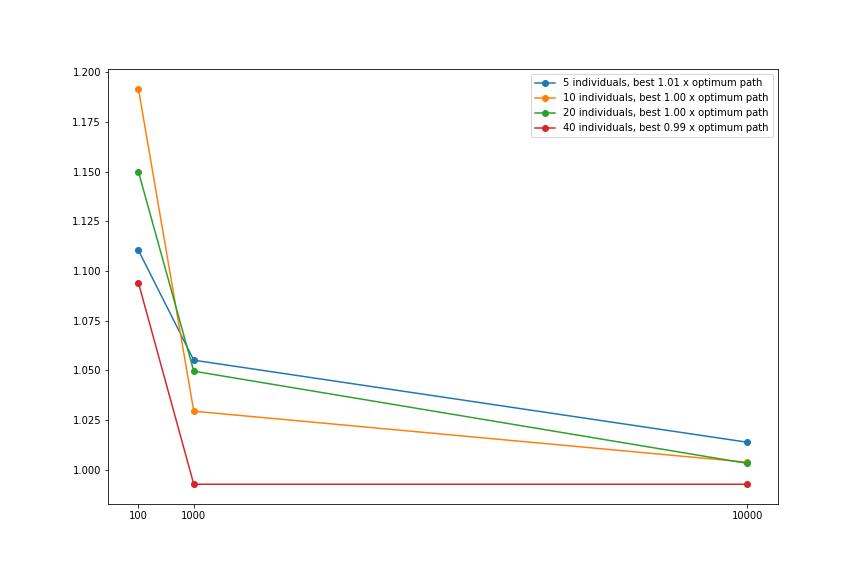 1.200
1.175
1.150
1.125
1.100
1.075
1.050
1.025
1.000
5 individuals, best 1.01 x optimum path
10 individuals, best 1.00 x optimum path
20 individuals, best 1.00 x optimum path
40 individuals, best 0.99 x optimum path
100 1000 10000